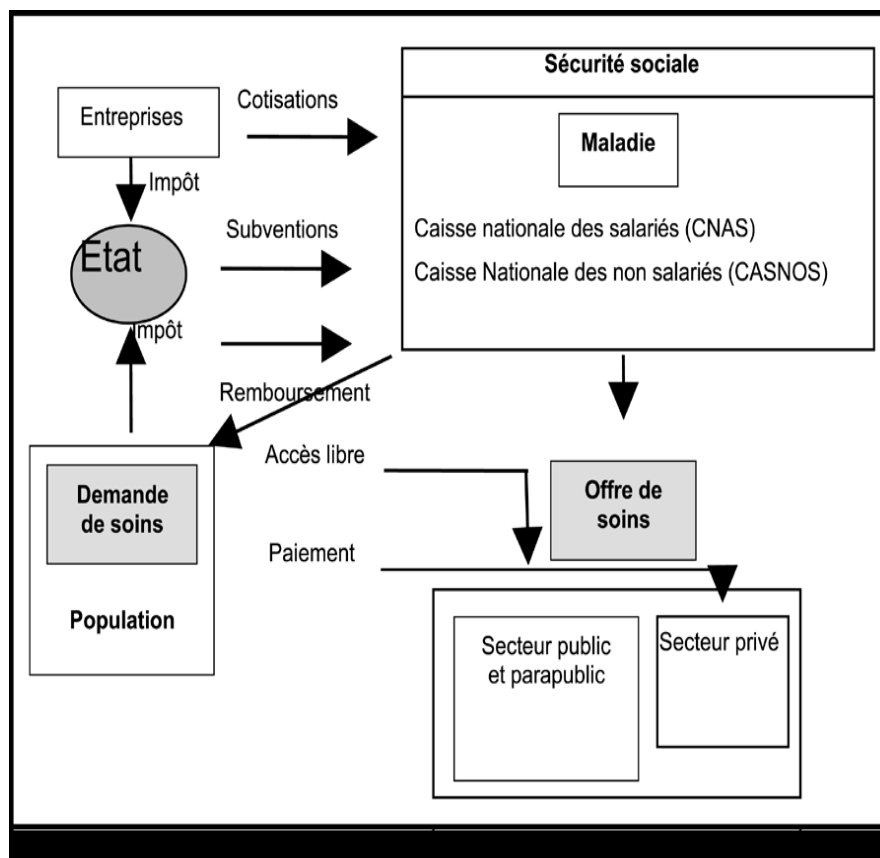 Sécurité sociale
Entreprises
Cotisations
Maladie
Impôt
Caisse nationale des salariés (CNAS)
Caisse Nationale des non salariés (CASNOS)
Subventions
Etat
Impôt
Remboursement
Accès libre
Demande
de soins
Offre de
soins
Paiement
Population
Secteur public
et parapublic
Secteur privé